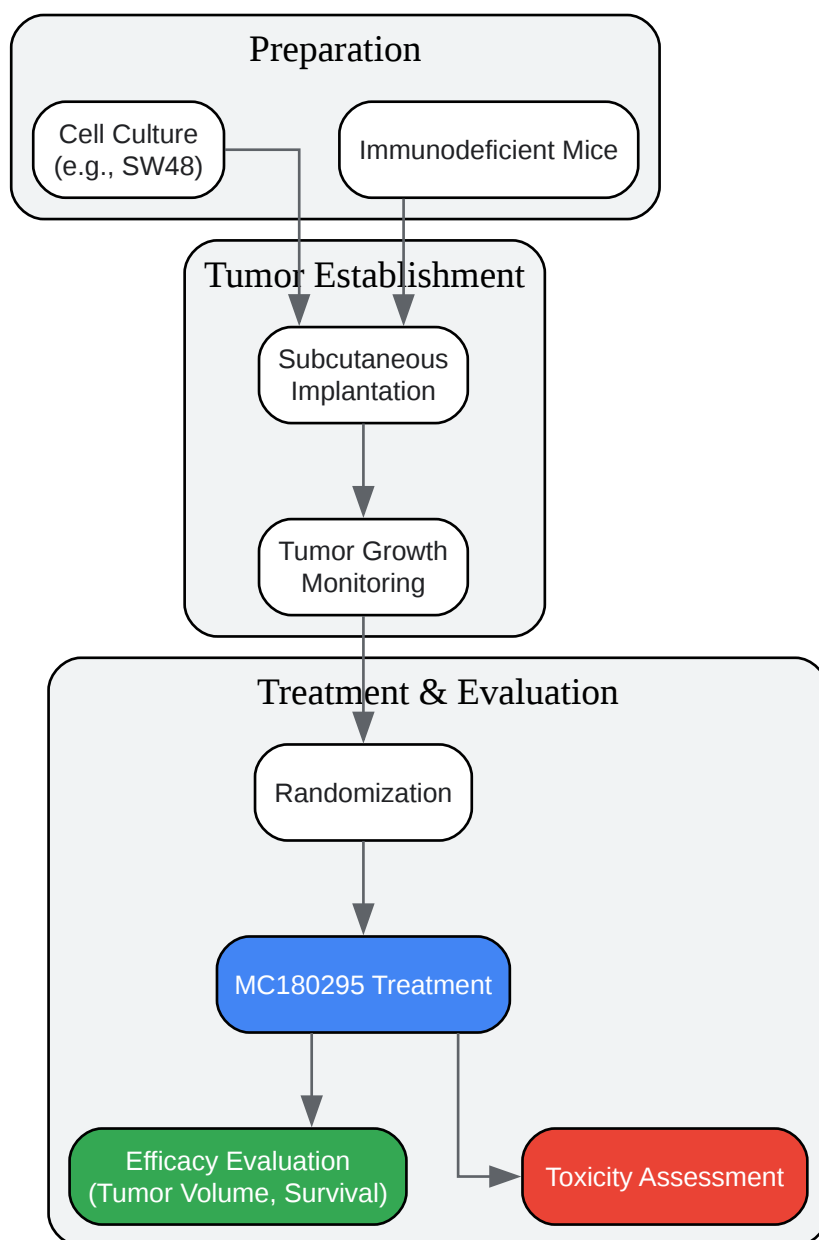 Preparation
Cell Culture
(e.g., SW48)
Immunodeficient Mice
Tumor Establishment
Subcutaneous
Implantation
Tumor Growth
Monitoring
Treatment & Evaluation
Randomization
MC180295 Treatment
Efficacy Evaluation
(Tumor Volume, Survival)
Toxicity Assessment